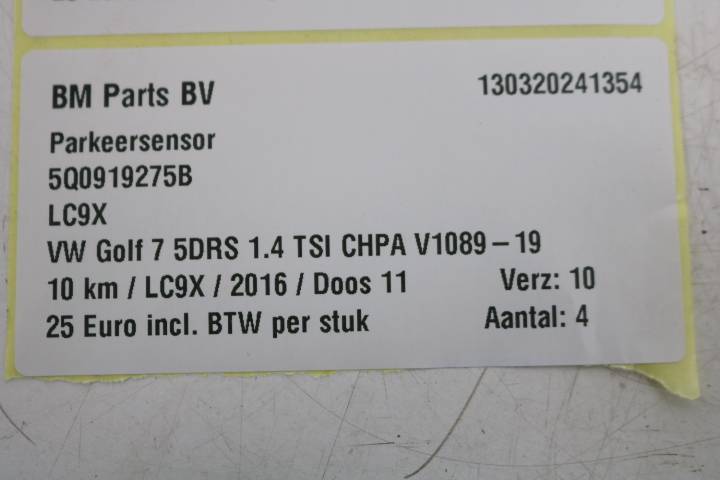 BM Parts BV 130320241354
Parkeersensor
5Q0919275B
LC9X
VW Golf 7 5DRS 1.4 TSI CHPA V1089-19
10 km / LC9X / 2016 / Doos 11 Verz: 10
25 Euro incl. BTW per stuk Aantal: 4